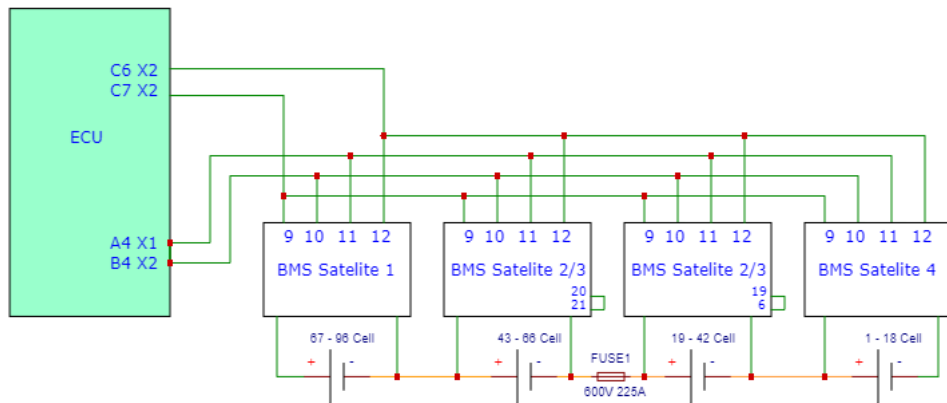 C6 X2
C7 X2
ECU
A4 X1
B4 X2
9 10 11 12
BMS Satelite 1
9 10 11 12
BMS Satelite 2/3
20
21
9 10 11 12
BMS Satelite 2/3
19
6
9 10 11 12
BMS Satelite 4
67 - 96 Cell
+ -
43 - 66 Cell
+ -
FUSE1
600V 225A
19 - 42 Cell
+ -
1 - 18 Cell
+ -